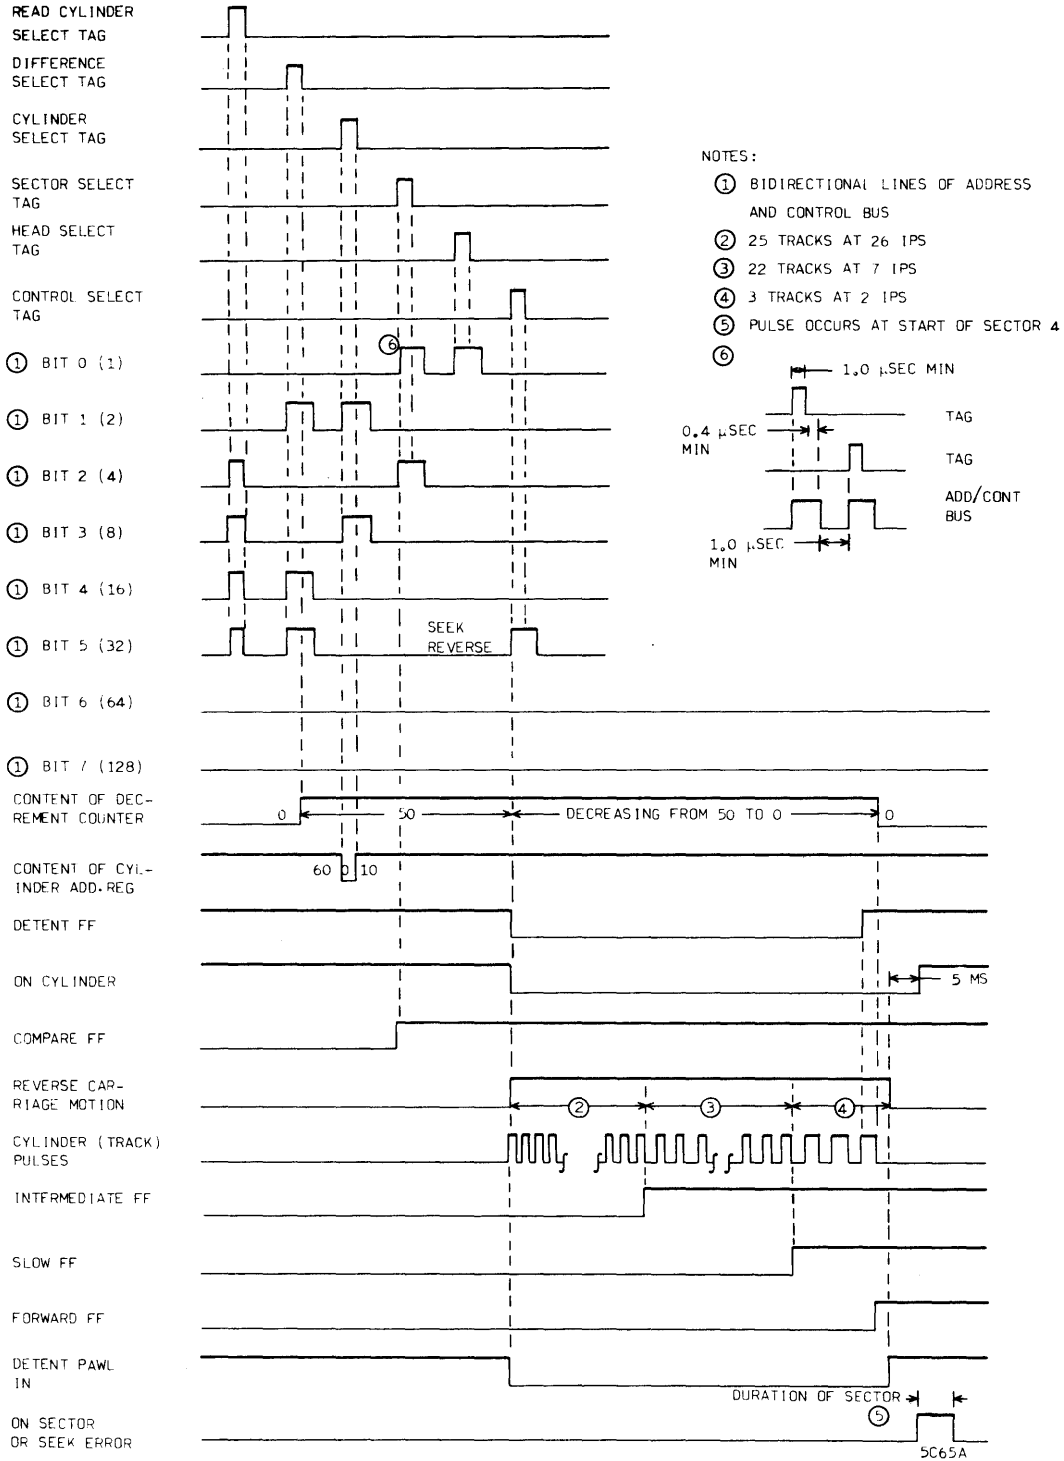 READ CYLINDER
SELECT TAG
DIFFERENCE
SELECT TAG
CYLINDER
SELECT TAG
SECTOR SELECT
TAG
HEAD SELECT
TAG
CONTROL SELECT
TAG
① BIT 0 (1)
⑥
① BIT 1 (2)
① BIT 2 (4)
① BIT 3 (8)
① BIT 4 (16)
① BIT 5 (32)
SEEK
REVERSE
① BIT 6 (64)
① BIT 7 (128)
NOTES:
① BIDIRECTIONAL LINES OF ADDRESS
AND CONTROL BUS
② 25 TRACKS AT 26 IPS
③ 22 TRACKS AT 7 IPS
④ 3 TRACKS AT 2 IPS
⑤ PULSE OCCURS AT START OF SECTOR 4
⑥
1.0 μSEC MIN
TAG
0.4 μSEC
MIN
TAG
ADD/CONT
BUS
1.0 μSEC
MIN
CONTENT OF DEC-
REMENT COUNTER
0 50 DECREASING FROM 50 TO 0 0
CONTENT OF CYL-
INDER ADD.REG
60 0 10
DETENT FF
ON CYLINDER
5 MS
COMPARE FF
REVERSE CAR-
RIAGE MOTION
② ③ ④
CYLINDER (TRACK)
PULSES
INTERMEDIATE FF
SLOW FF
FORWARD FF
DETENT PAWL
IN
DURATION OF SECTOR
⑤
ON SECTOR
OR SEEK ERROR
5C65A